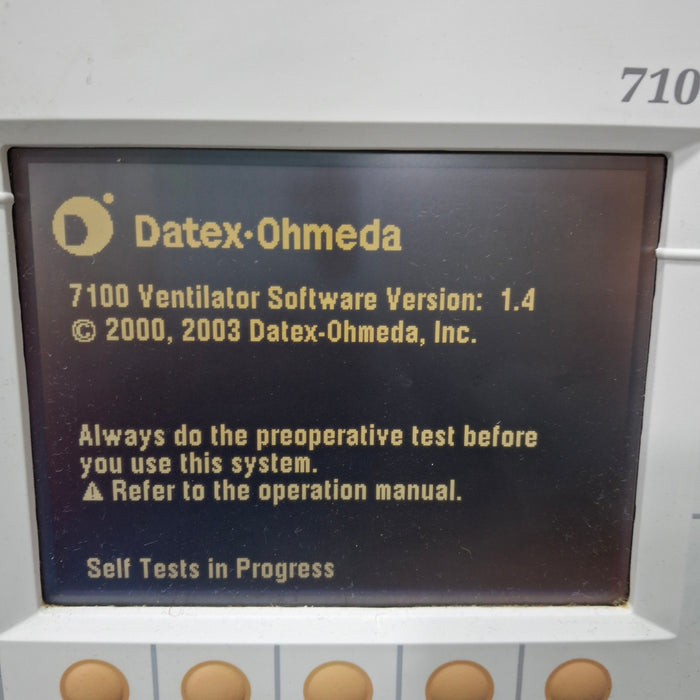 710
Datex·Ohmeda
7100 Ventilator Software Version: 1.4
© 2000, 2003 Datex-Ohmeda, Inc.
Always do the preoperative test before
you use this system.
⚠ Refer to the operation manual.
Self Tests in Progress